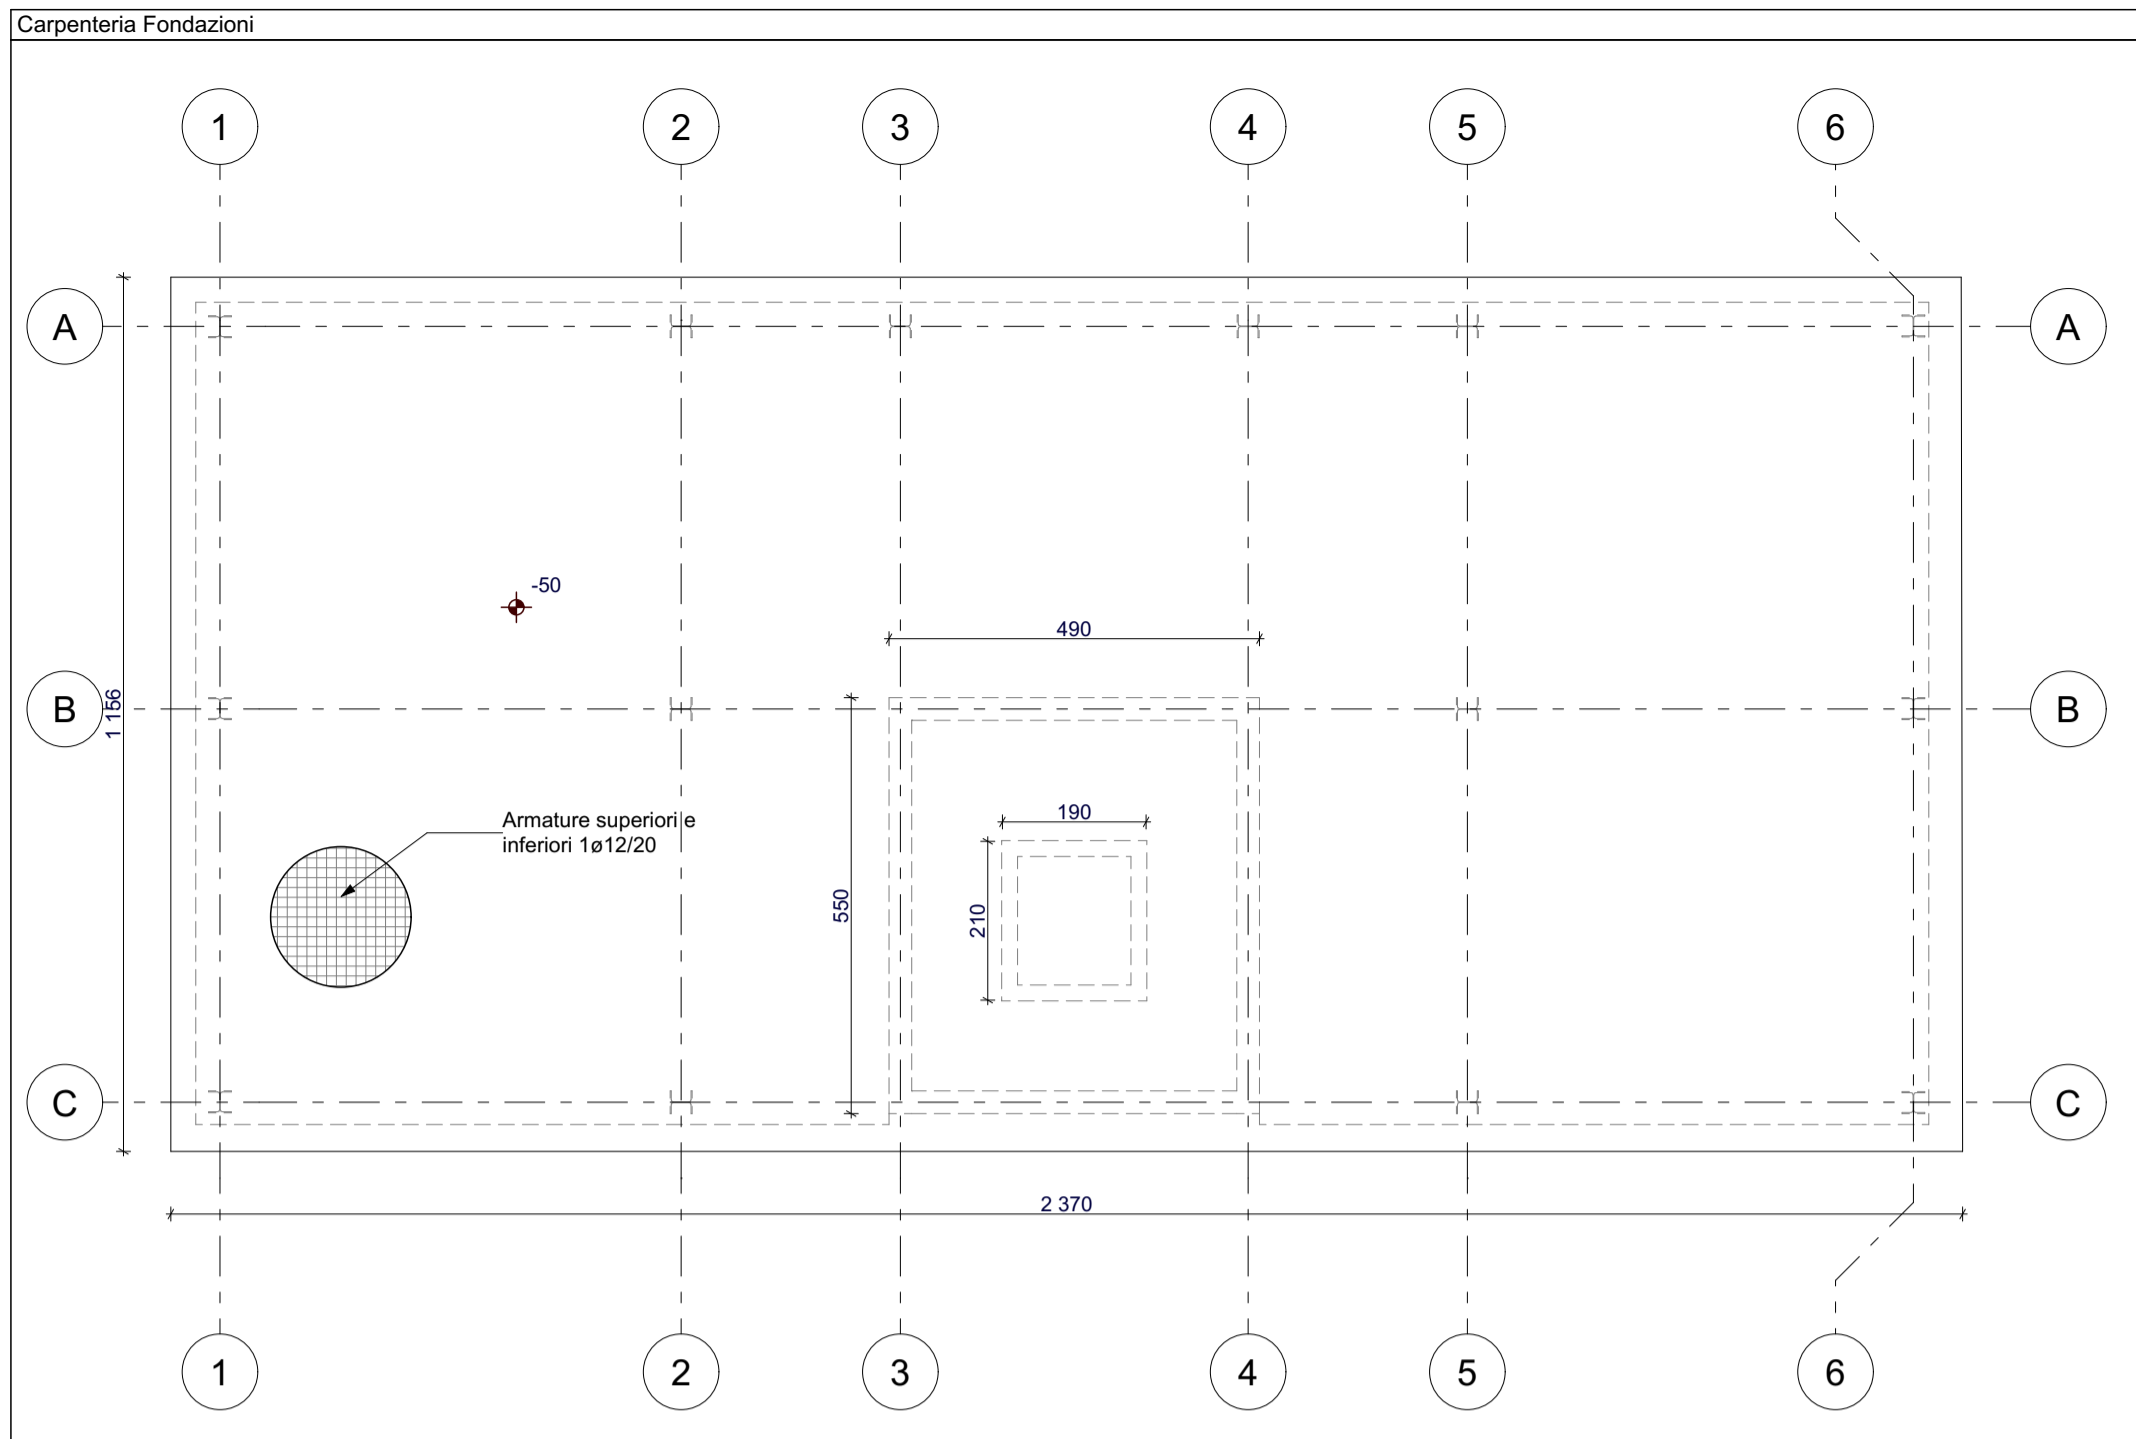 Carpenteria Fondazioni
1 2 3 4 5 6
A A
-50
490
B 1 156 B
190
Armature superiori e
inferiori 1ø12/20
550
210
C C
2 370
1 2 3 4 5 6